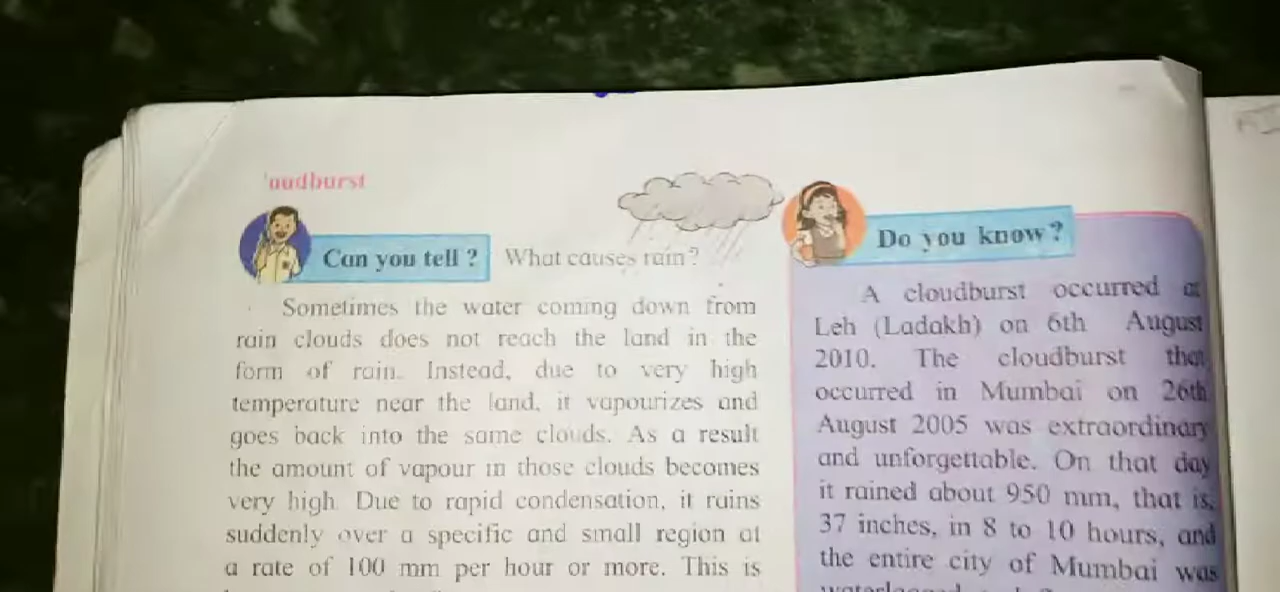 'oudburst
Can you tell ? What causes rain?
Sometimes the water coming down from
rain clouds does not reach the land in the
form of rain. Instead, due to very high
temperature near the land, it vapourizes and
goes back into the same clouds. As a result
the amount of vapour in those clouds becomes
very high. Due to rapid condensation, it rains
suddenly over a specific and small region at
a rate of 100 mm per hour or more. This is
Do you know?
A cloudburst occurred at
Leh (Ladakh) on 6th August
2010. The cloudburst that
occurred in Mumbai on 26th
August 2005 was extraordinary
and unforgettable. On that day
it rained about 950 mm, that is,
37 inches, in 8 to 10 hours, and
the entire city of Mumbai was